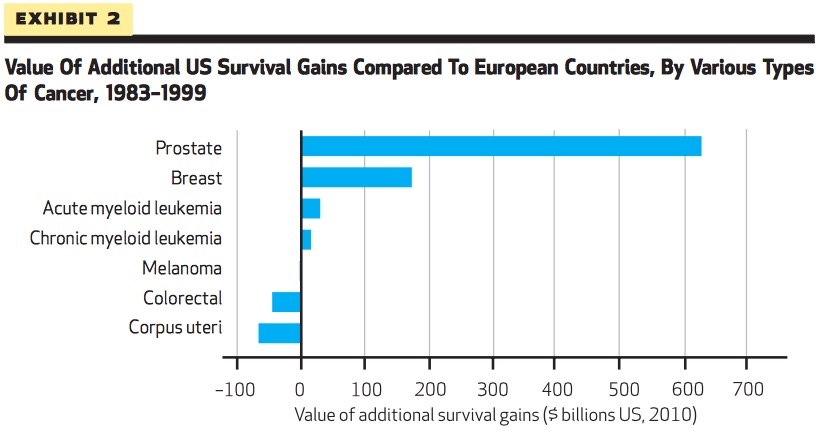 EXHIBIT 2
Value Of Additional US Survival Gains Compared To European Countries, By Various Types
Of Cancer, 1983–1999
Prostate
Breast
Acute myeloid leukemia
Chronic myeloid leukemia
Melanoma
Colorectal
Corpus uteri
−100 0 100 200 300 400 500 600 700
Value of additional survival gains ($ billions US, 2010)